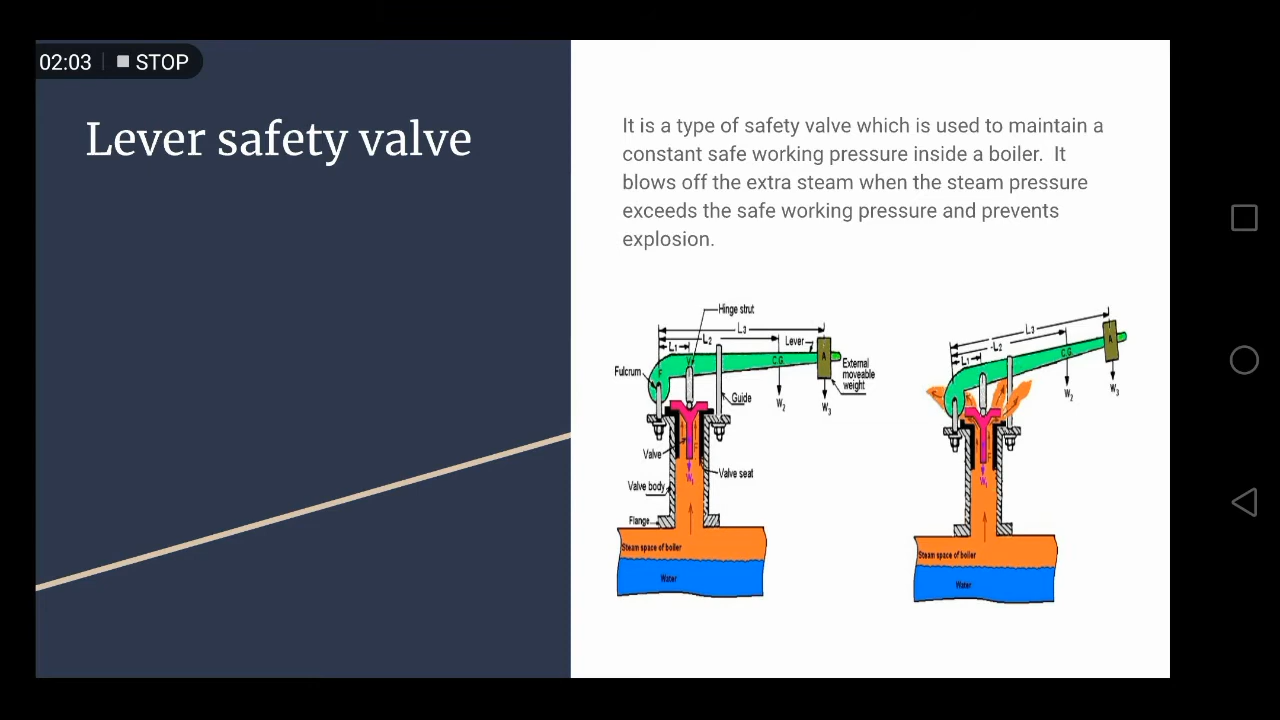 02:03 STOP
Lever safety valve
It is a type of safety valve which is used to maintain a
constant safe working pressure inside a boiler. It
blows off the extra steam when the steam pressure
exceeds the safe working pressure and prevents
explosion.
Hinge strut
L3
L2
Lever
L1
Fulcrum
F
V
C.G.
A
External
moveable
weight
Guide
W2
W3
Valve
Valve seat
W1
Valve body
Flange
Steam space of boiler
Water
L3
L2
L1
C.G.
A
W2
W3
W1
Steam space of boiler
Water